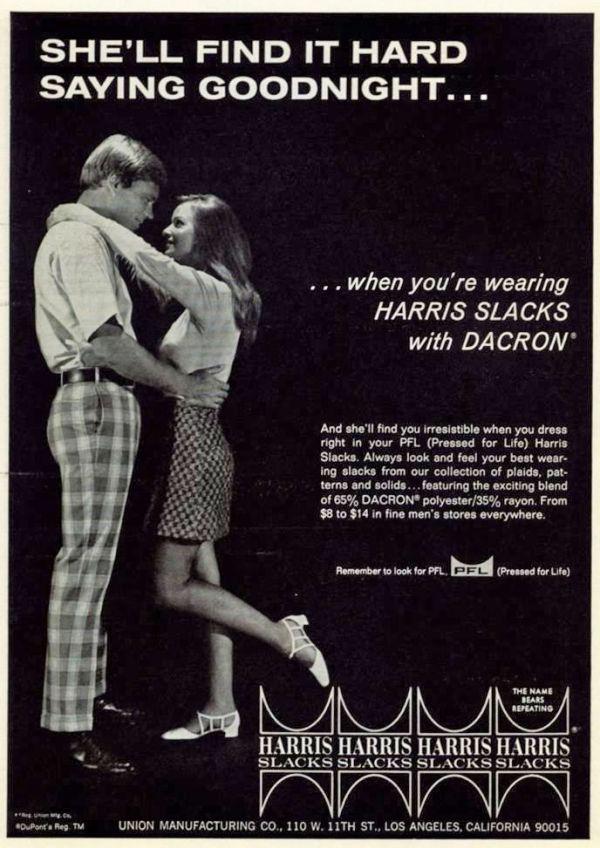 SHE'LL FIND IT HARD
SAYING GOODNIGHT...
...when you're wearing
HARRIS SLACKS
with DACRON®
And she'll find you irresistible when you dress
right in your PFL (Pressed for Life) Harris
Slacks. Always look and feel your best wear-
ing slacks from our collection of plaids, pat-
terns and solids...featuring the exciting blend
of 65% DACRON® polyester/35% rayon. From
$8 to $14 in fine men's stores everywhere.
Remember to look for PFL. PFL (Pressed for Life)
THE NAME
BEARS
REPEATING
HARRIS HARRIS HARRIS HARRIS
SLACKS SLACKS SLACKS SLACKS
®
**Reg. Union Mfg. Co.
®DuPont's Reg. TM
UNION MANUFACTURING CO., 110 W. 11TH ST., LOS ANGELES, CALIFORNIA 90015